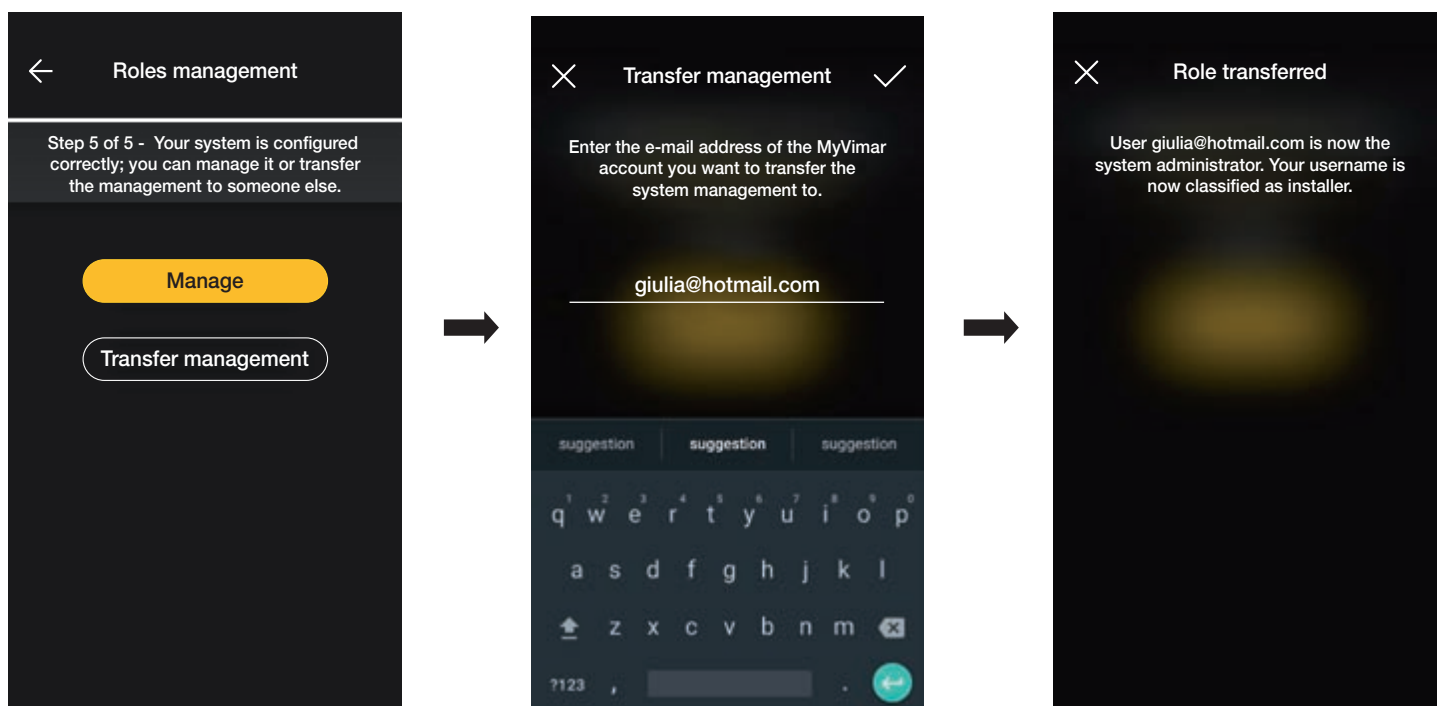 Roles management
Step 5 of 5 - Your system is configured
correctly; you can manage it or transfer
the management to someone else.
Manage
Transfer management
Transfer management
Enter the e-mail address of the MyVimar
account you want to transfer the
system management to.
giulia@hotmail.com
suggestion suggestion suggestion
1 2 3 4 5 6 7 8 9 0
q w e r t y u i o p
a s d f g h j k l
z x c v b n m
?123 , .
Role transferred
User giulia@hotmail.com is now the
system administrator. Your username is
now classified as installer.